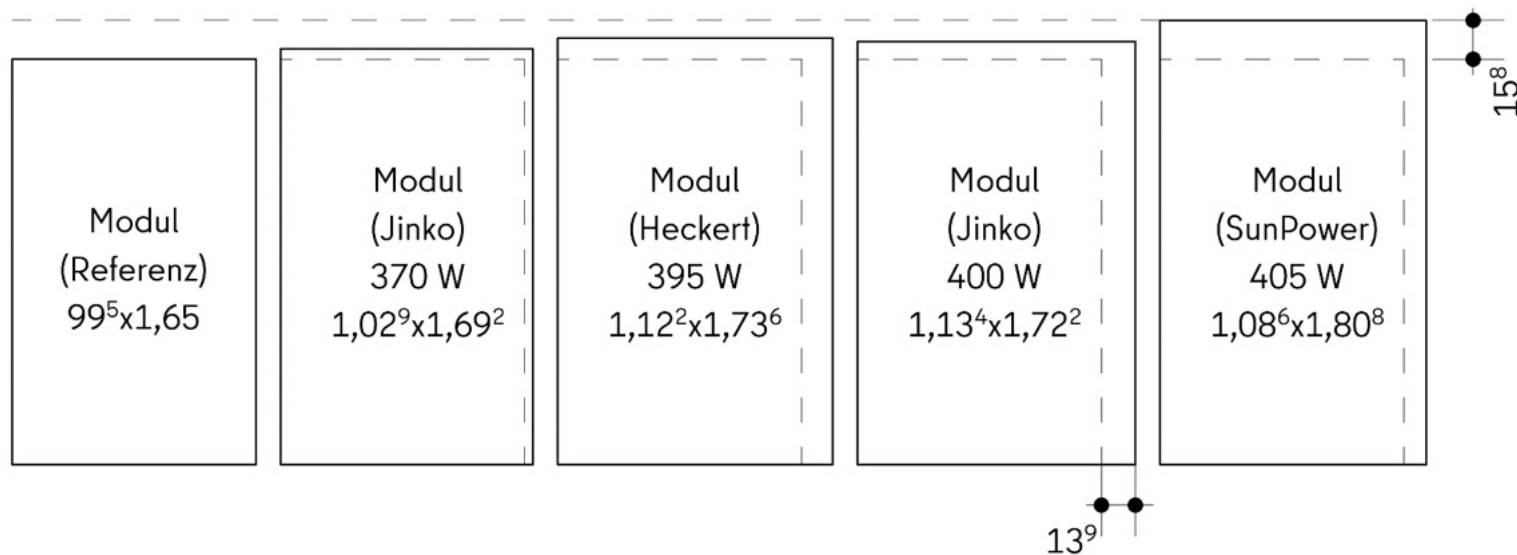 Modul
(Referenz)
99⁵x1,65
Modul
(Jinko)
370 W
1,02⁹x1,69²
Modul
(Heckert)
395 W
1,12²x1,73⁶
Modul
(Jinko)
400 W
1,13⁴x1,72²
Modul
(SunPower)
405 W
1,08⁶x1,80⁸
15⁸
13⁹